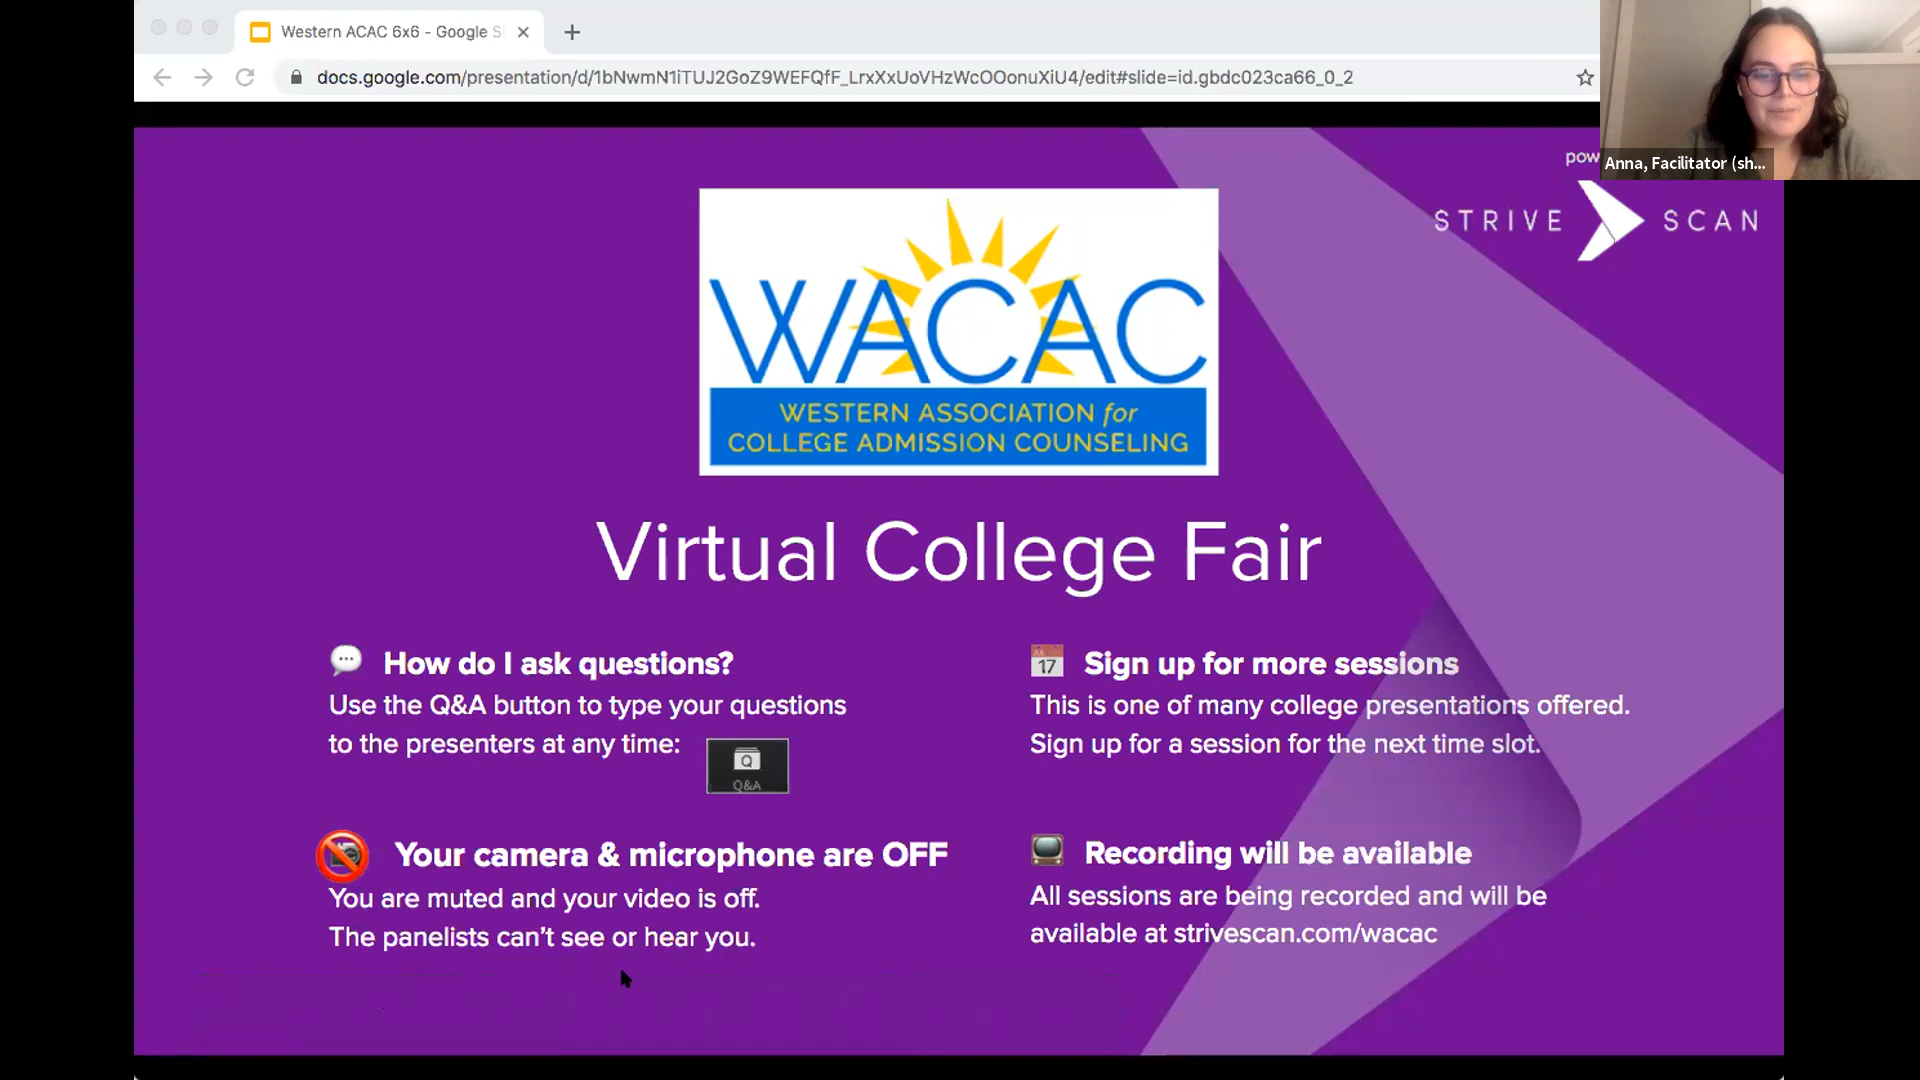 Western ACAC 6x6 - Google S
docs.google.com/presentation/d/1bNwmN1iTUJ2GoZ9WEFQfF_LrxXxUoVHzWcOOonuXiU4/edit#slide=id.gbdc023ca66_0_2
pow
Anna, Facilitator (sh...
STRIVE SCAN
WACAC
WESTERN ASSOCIATION for
COLLEGE ADMISSION COUNSELING
Virtual College Fair
How do I ask questions?
Use the Q&A button to type your questions
to the presenters at any time:
Q
Q&A
17
Sign up for more sessions
This is one of many college presentations offered.
Sign up for a session for the next time slot.
Your camera & microphone are OFF
You are muted and your video is off.
The panelists can't see or hear you.
Recording will be available
All sessions are being recorded and will be
available at strivescan.com/wacac